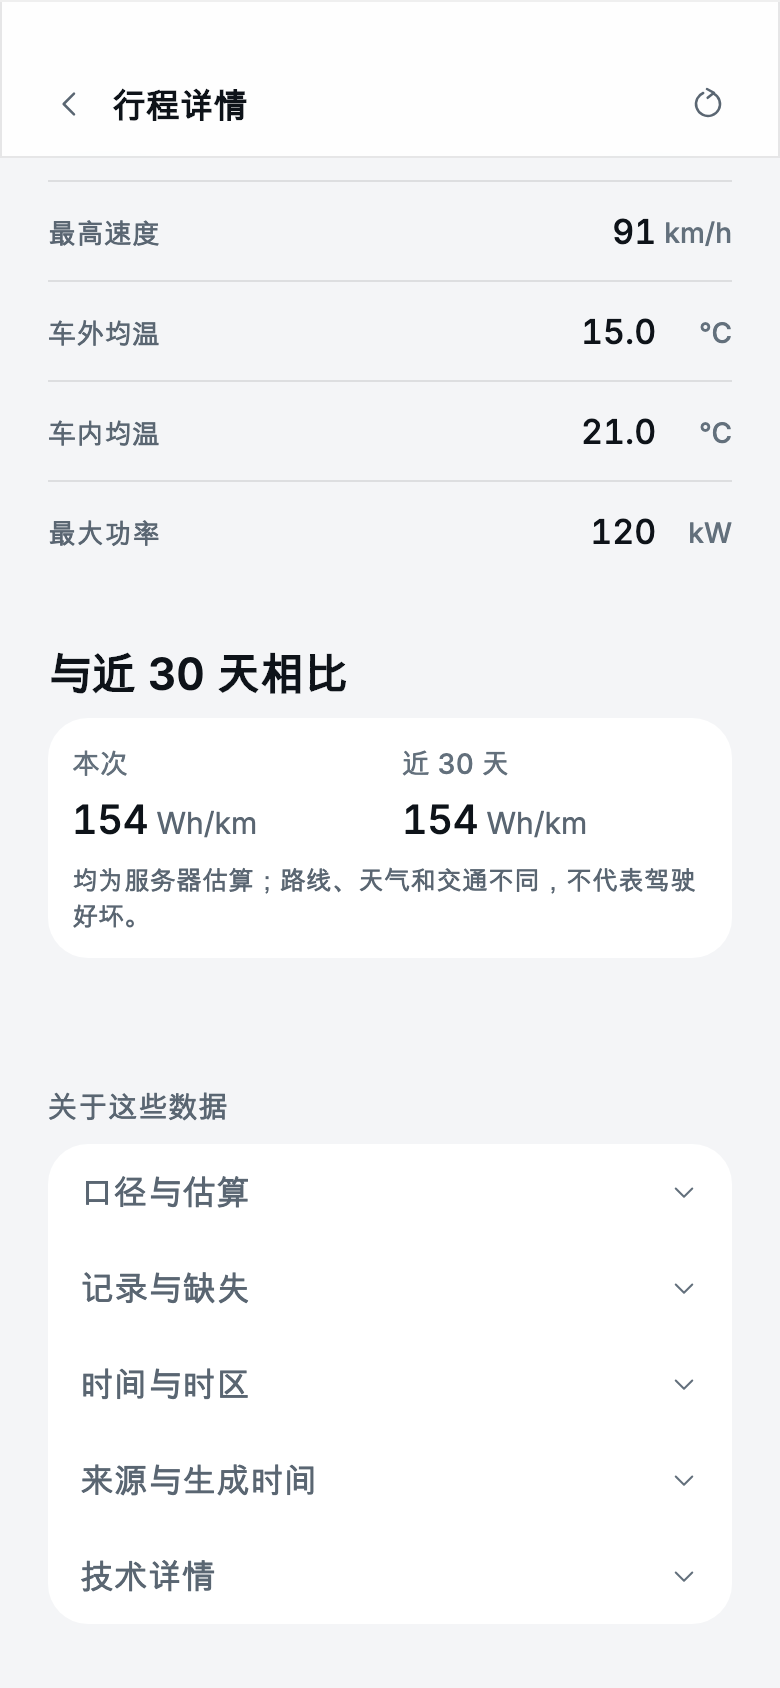 行程详情
最高速度 91 km/h
车外均温 15.0 °C
车内均温 21.0 °C
最大功率 120 kW
与近 30 天相比
本次 近 30 天
154 Wh/km 154 Wh/km
均为服务器估算；路线、天气和交通不同，不代表驾驶
好坏。
关于这些数据
口径与估算
记录与缺失
时间与时区
来源与生成时间
技术详情